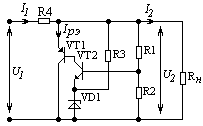 I1 R4 Iрэ I2
VT1
VT2 R3 R1
U1 U2 Rн
VD1 R2